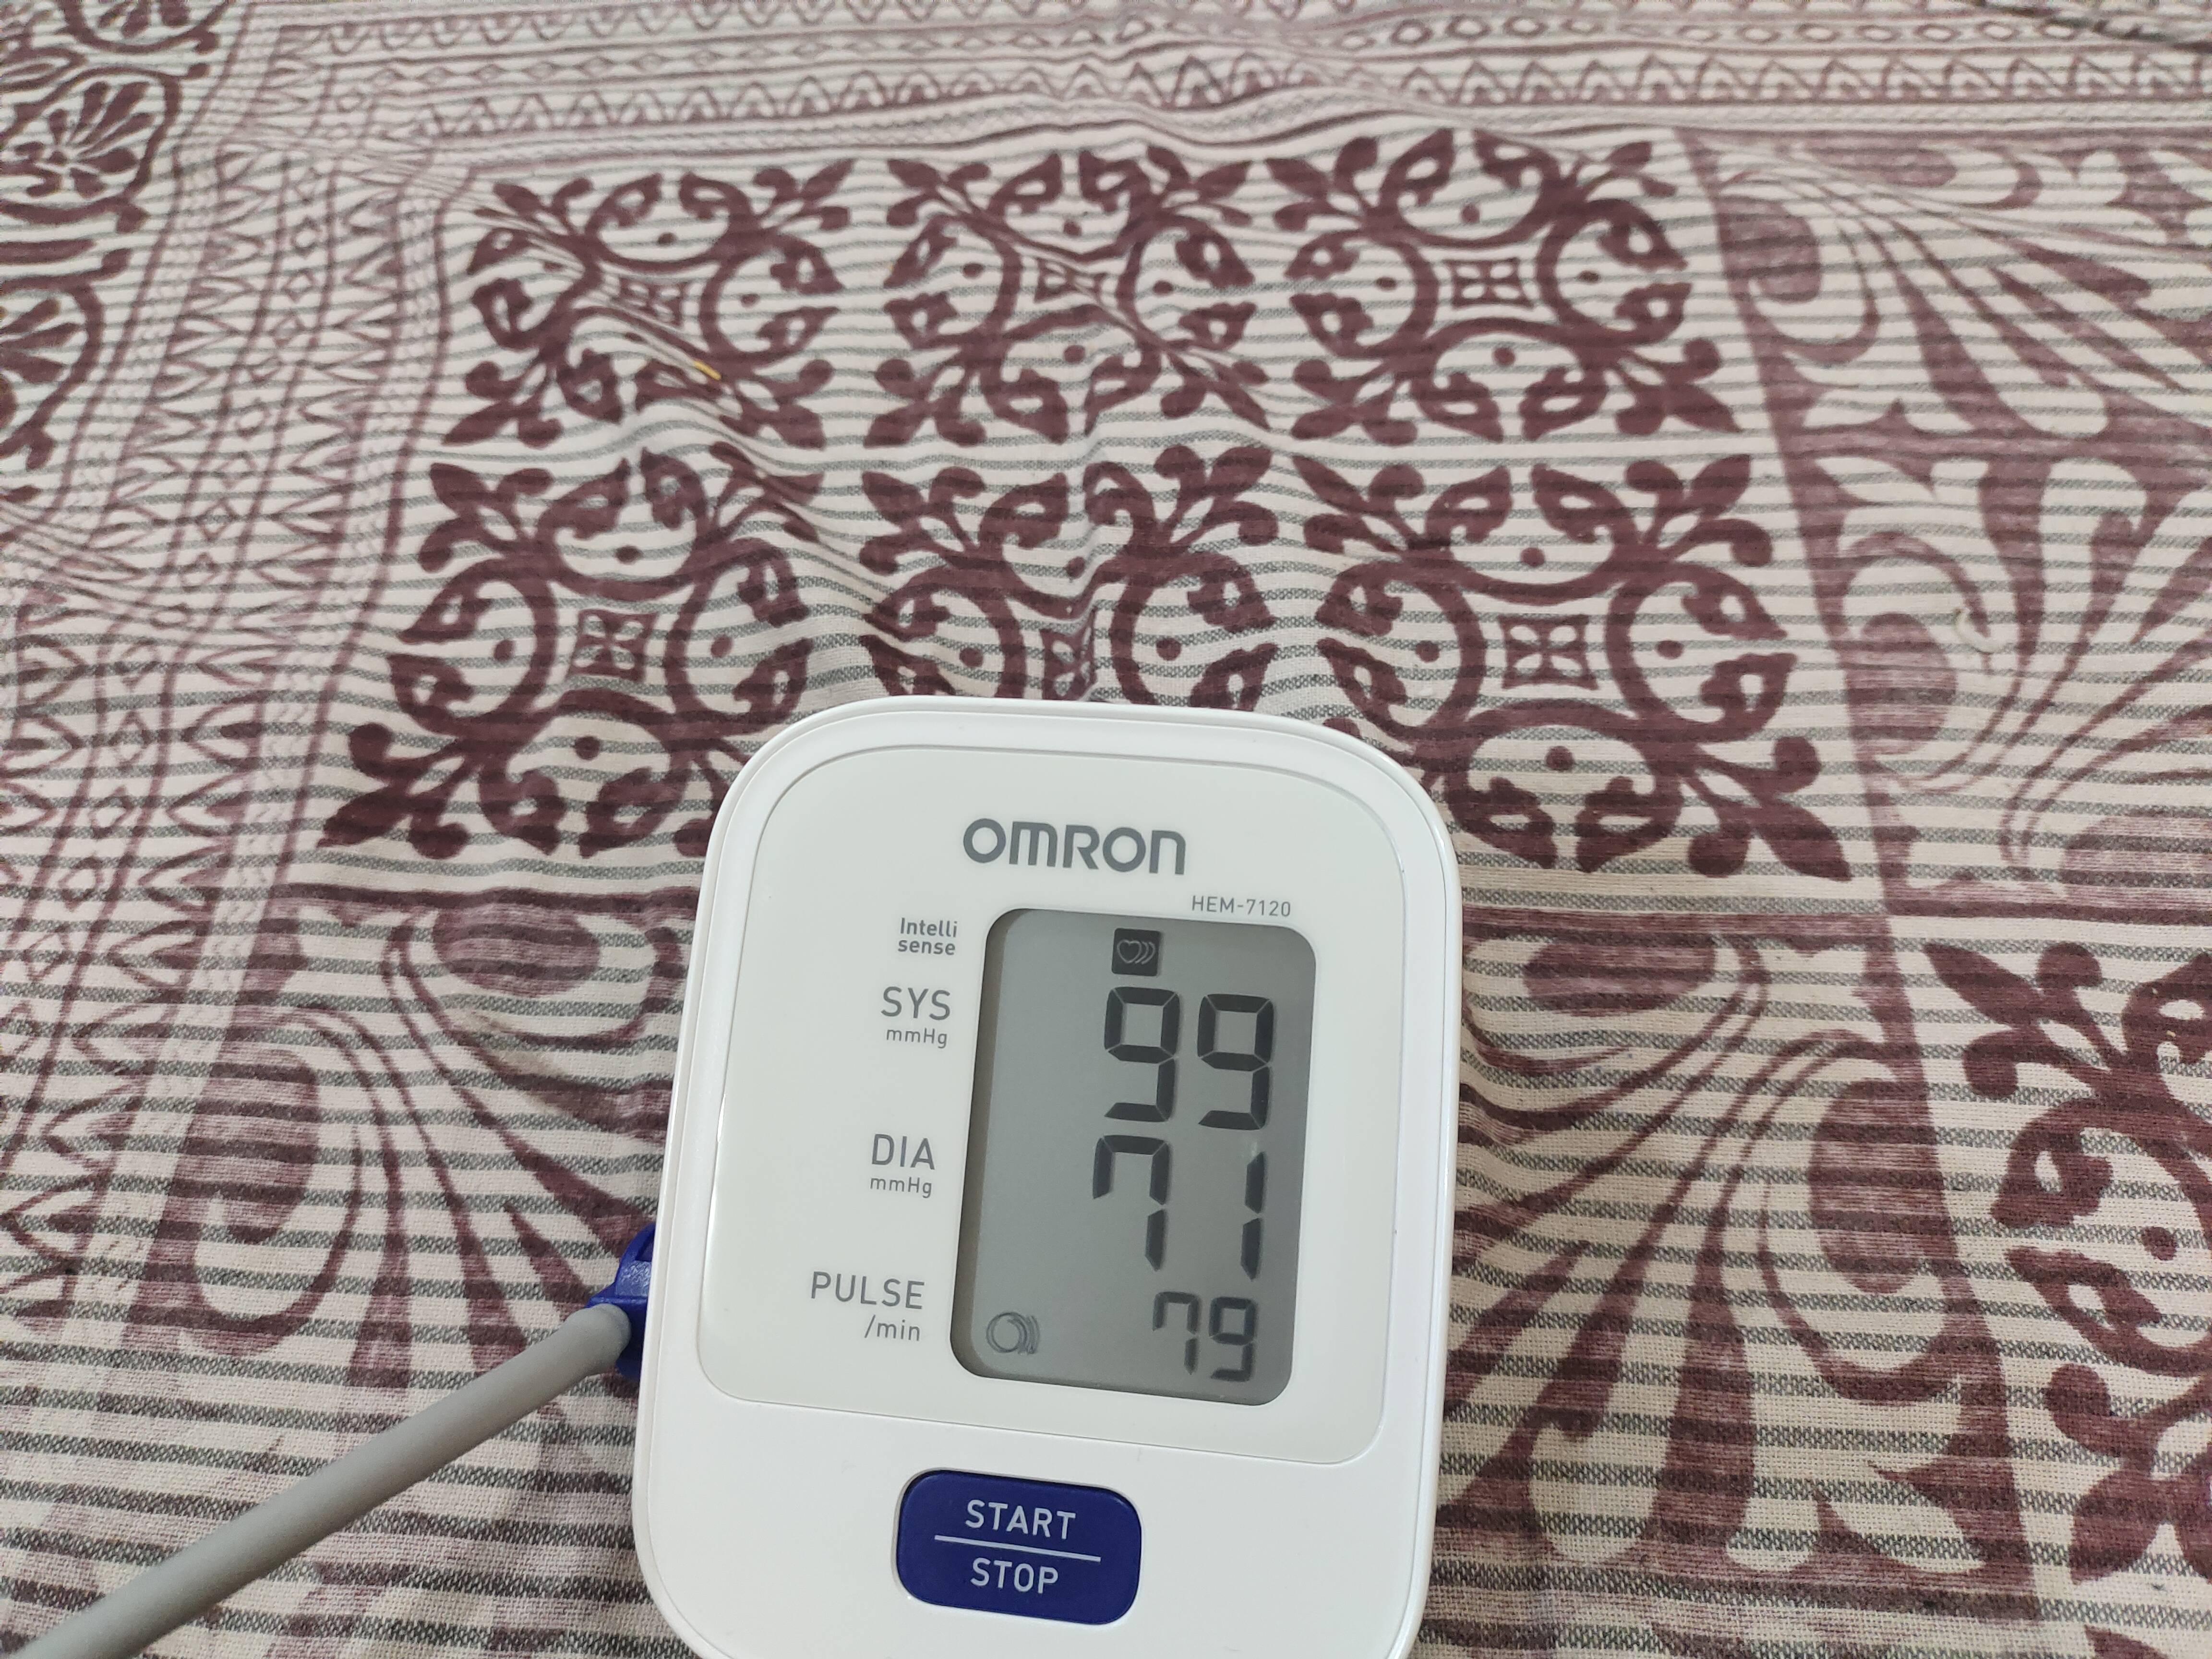 OMRON
HEM-7120
Intelli
sense
SYS
mmHg
99
DIA
mmHg
71
PULSE
/min
79
START
STOP